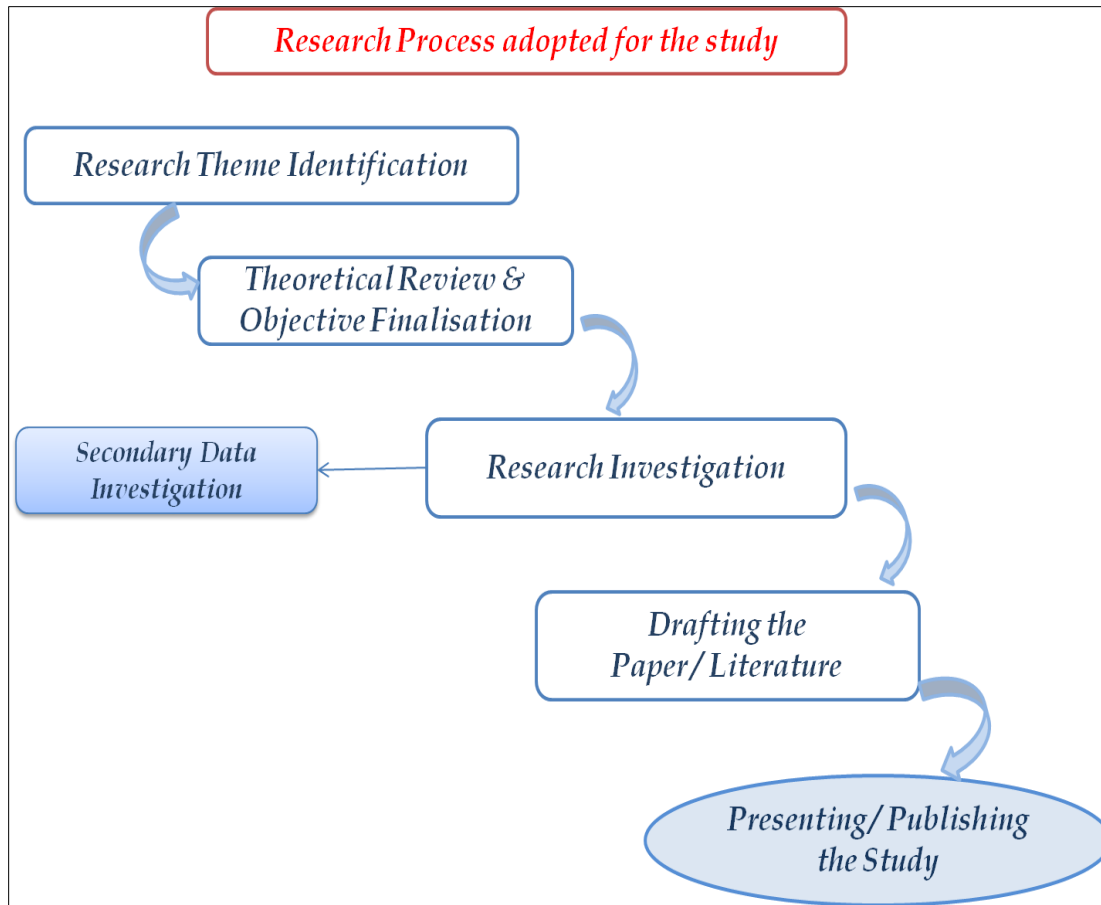 Research Process adopted for the study
Research Theme Identification
Theoretical Review &
Objective Finalisation
Secondary Data
Investigation
Research Investigation
Drafting the
Paper/ Literature
Presenting/ Publishing
the Study